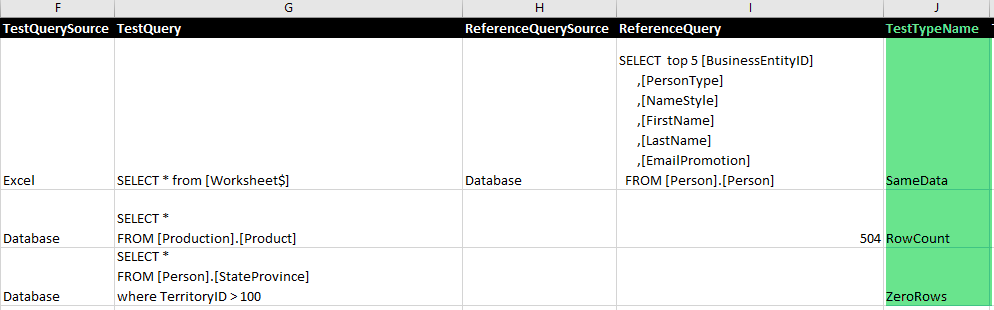 F G H I J
TestQuerySource TestQuery ReferenceQuerySource ReferenceQuery TestTypeName
SELECT  top 5 [BusinessEntityID]
,[PersonType]
,[NameStyle]
,[FirstName]
,[LastName]
,[EmailPromotion]
Excel SELECT * from [Worksheet$] Database FROM [Person].[Person] SameData
SELECT *
Database FROM [Production].[Product] 504 RowCount
SELECT *
FROM [Person].[StateProvince]
Database where TerritoryID > 100 ZeroRows